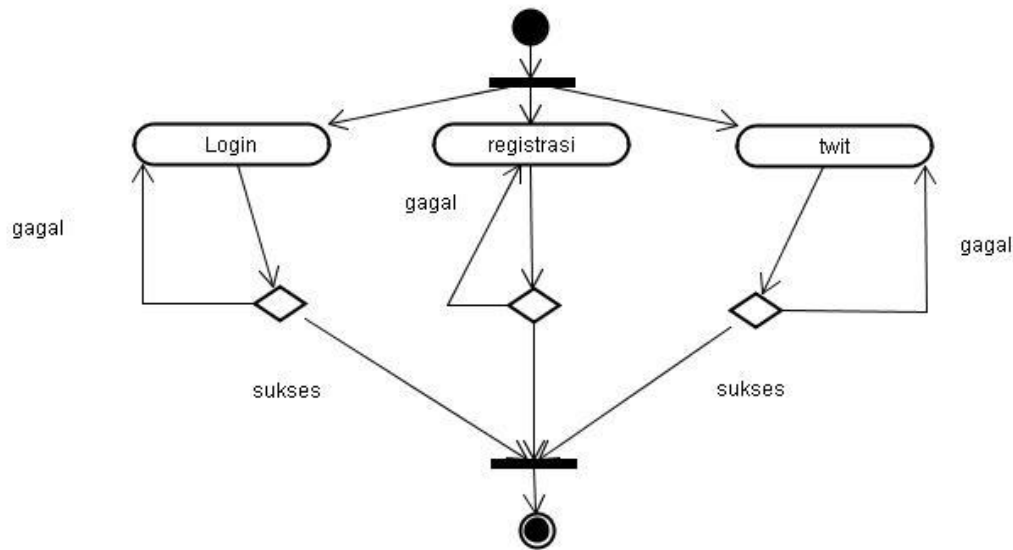 Login
registrasi
twit
gagal
gagal
gagal
sukses
sukses